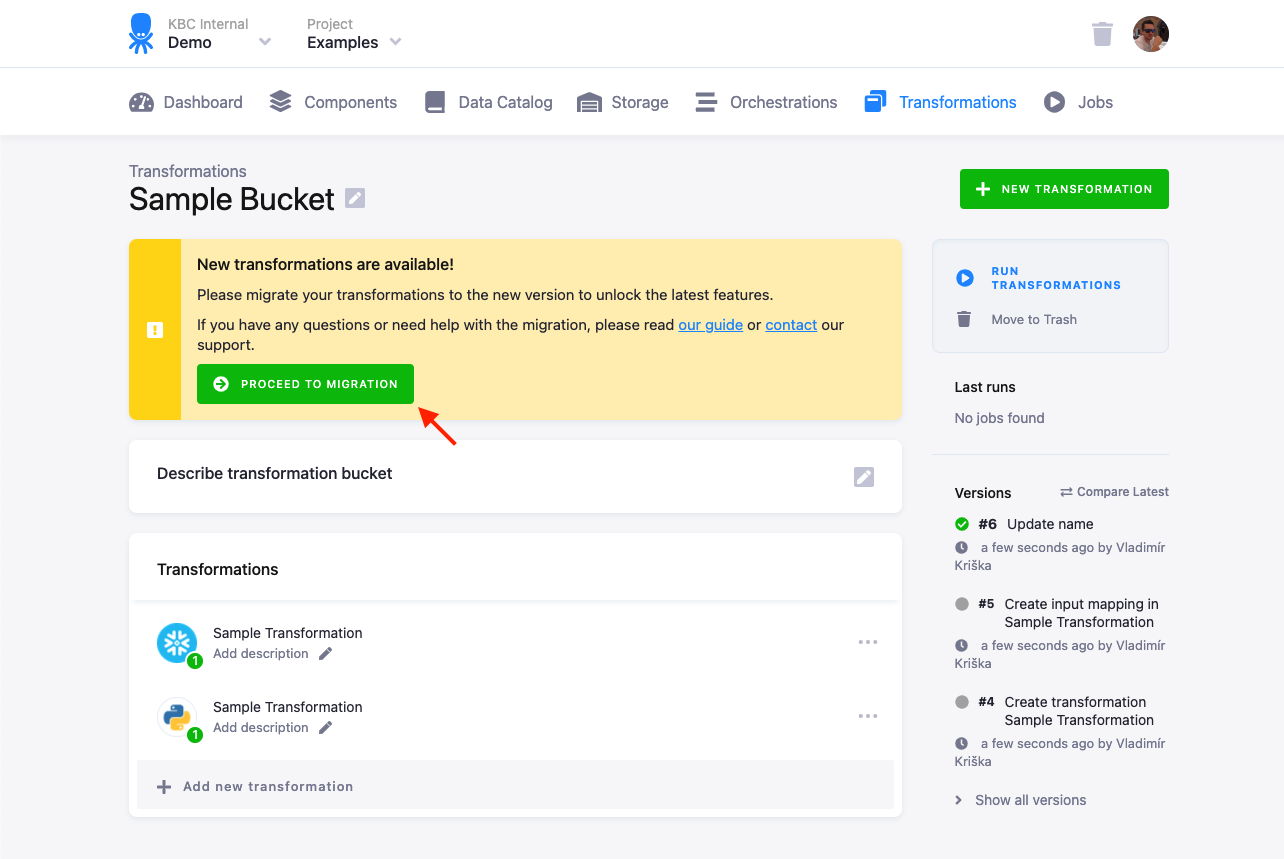 KBC Internal
Demo
Project
Examples
Dashboard
Components
Data Catalog
Storage
Orchestrations
Transformations
Jobs
Transformations
Sample Bucket
NEW TRANSFORMATION
New transformations are available!
Please migrate your transformations to the new version to unlock the latest features.
If you have any questions or need help with the migration, please read our guide or contact our
support.
PROCEED TO MIGRATION
RUN
TRANSFORMATIONS
Move to Trash
Last runs
No jobs found
Describe transformation bucket
Transformations
Sample Transformation
1
Add description
Sample Transformation
1
Add description
Add new transformation
Versions
Compare Latest
#6 Update name
a few seconds ago by Vladimír
Kriška
#5 Create input mapping in
Sample Transformation
a few seconds ago by Vladimír
Kriška
#4 Create transformation
Sample Transformation
a few seconds ago by Vladimír
Kriška
Show all versions